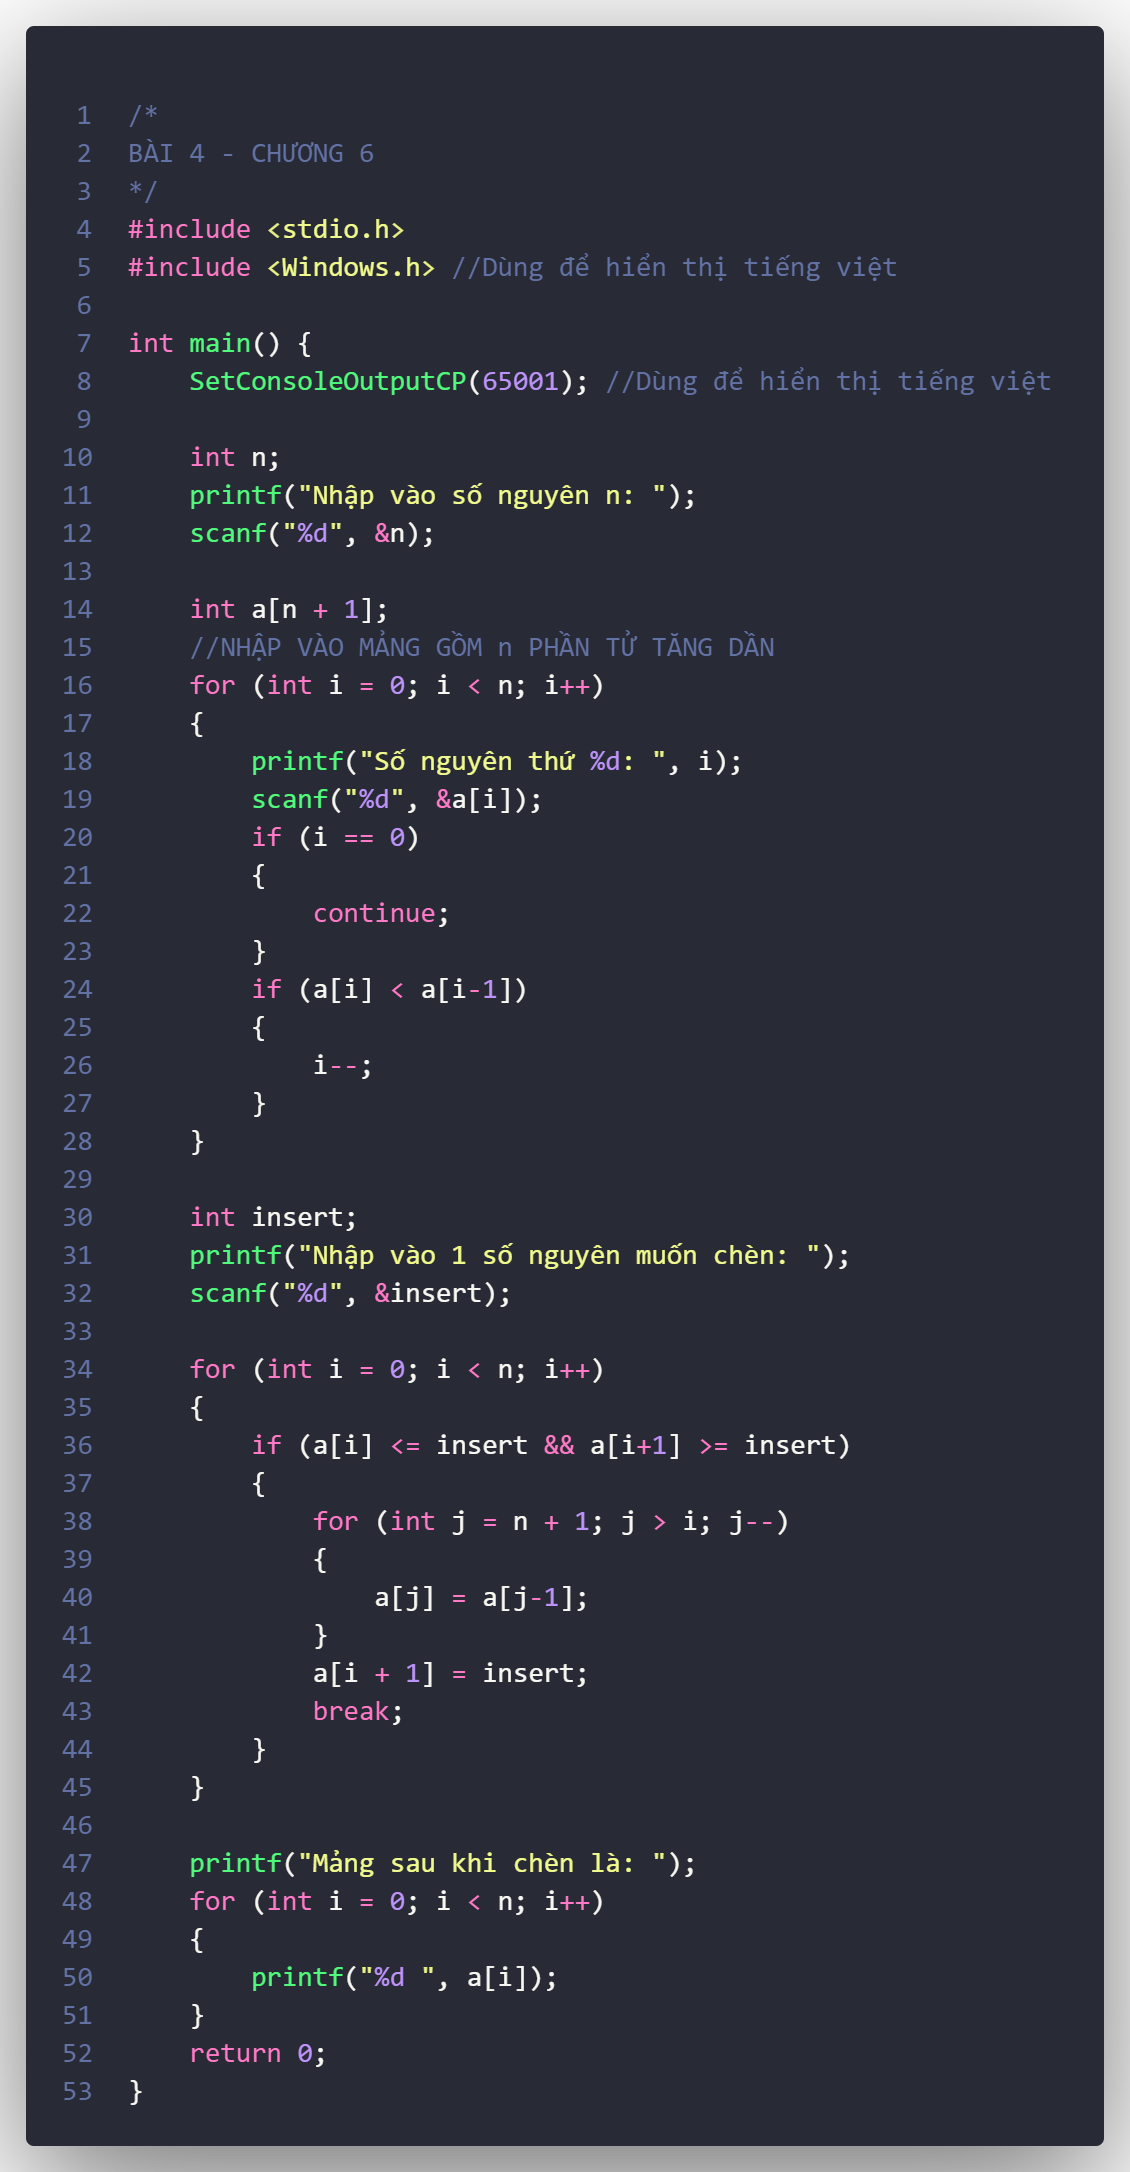 1 /*
2 BÀI 4 - CHƯƠNG 6
3 */
4 #include <stdio.h>
5 #include <Windows.h> //Dùng để hiển thị tiếng việt
6
7 int main() {
8     SetConsoleOutputCP(65001); //Dùng để hiển thị tiếng việt
9
10     int n;
11     printf("Nhập vào số nguyên n: ");
12     scanf("%d", &n);
13
14     int a[n + 1];
15     //NHẬP VÀO MẢNG GỒM n PHẦN TỬ TĂNG DẦN
16     for (int i = 0; i < n; i++)
17     {
18         printf("Số nguyên thứ %d: ", i);
19         scanf("%d", &a[i]);
20         if (i == 0)
21         {
22             continue;
23         }
24         if (a[i] < a[i-1])
25         {
26             i--;
27         }
28     }
29
30     int insert;
31     printf("Nhập vào 1 số nguyên muốn chèn: ");
32     scanf("%d", &insert);
33
34     for (int i = 0; i < n; i++)
35     {
36         if (a[i] <= insert && a[i+1] >= insert)
37         {
38             for (int j = n + 1; j > i; j--)
39             {
40                 a[j] = a[j-1];
41             }
42             a[i + 1] = insert;
43             break;
44         }
45     }
46
47     printf("Mảng sau khi chèn là: ");
48     for (int i = 0; i < n; i++)
49     {
50         printf("%d ", a[i]);
51     }
52     return 0;
53 }